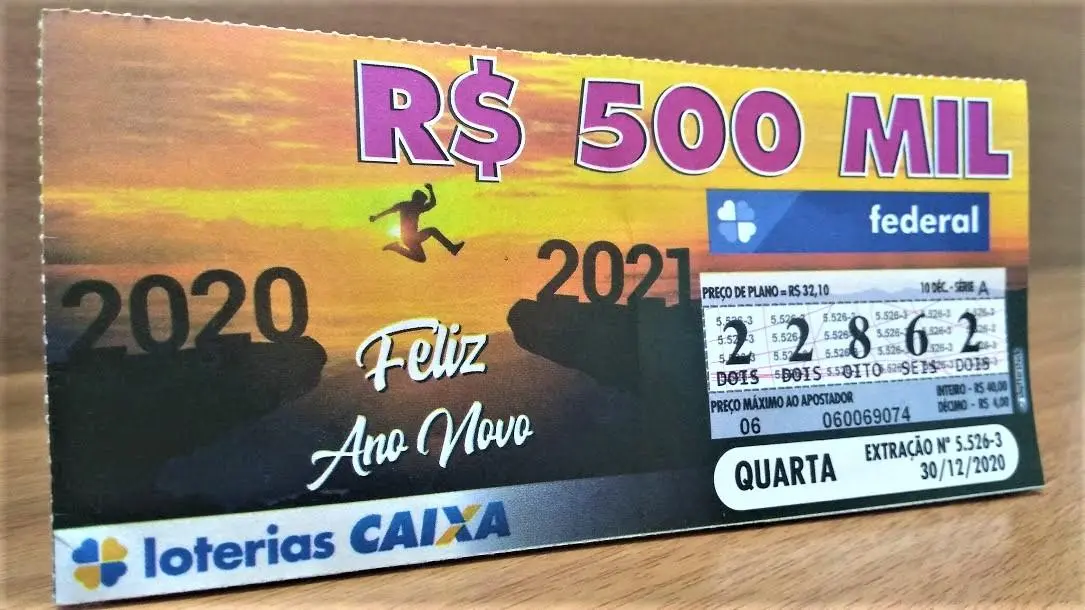 R$ 500 MIL
federal
2020
2021
Feliz
Ano Novo
PREÇO DE PLANO = R$ 32,10
10 DÉC. - SÉRIE A
2 2 8 6 2
DOIS DOIS OITO SEIS DOIS
PREÇO MÁXIMO AO APOSTADOR
INTEIRO - R$ 40,00
DÉCIMO - R$ 4,00
06 060069074
QUARTA
EXTRAÇÃO Nº 5.526-3
30/12/2020
loterias CAIXA